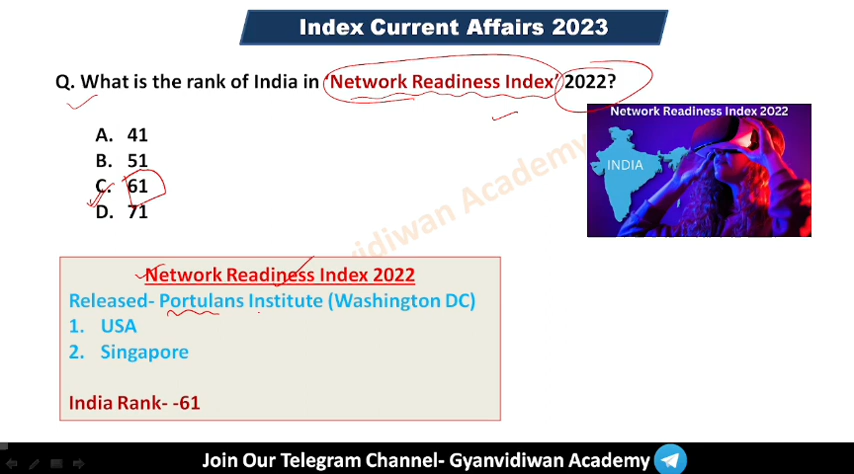 Index Current Affairs 2023
Q. What is the rank of India in 'Network Readiness Index' 2022?
Network Readiness Index 2022
INDIA
A. 41
B. 51
C. 61
D. 71
vidiwan Academy
Network Readiness Index 2022
Released- Portulans Institute (Washington DC)
1. USA
2. Singapore
India Rank- -61
Join Our Telegram Channel- Gyanvidiwan Academy